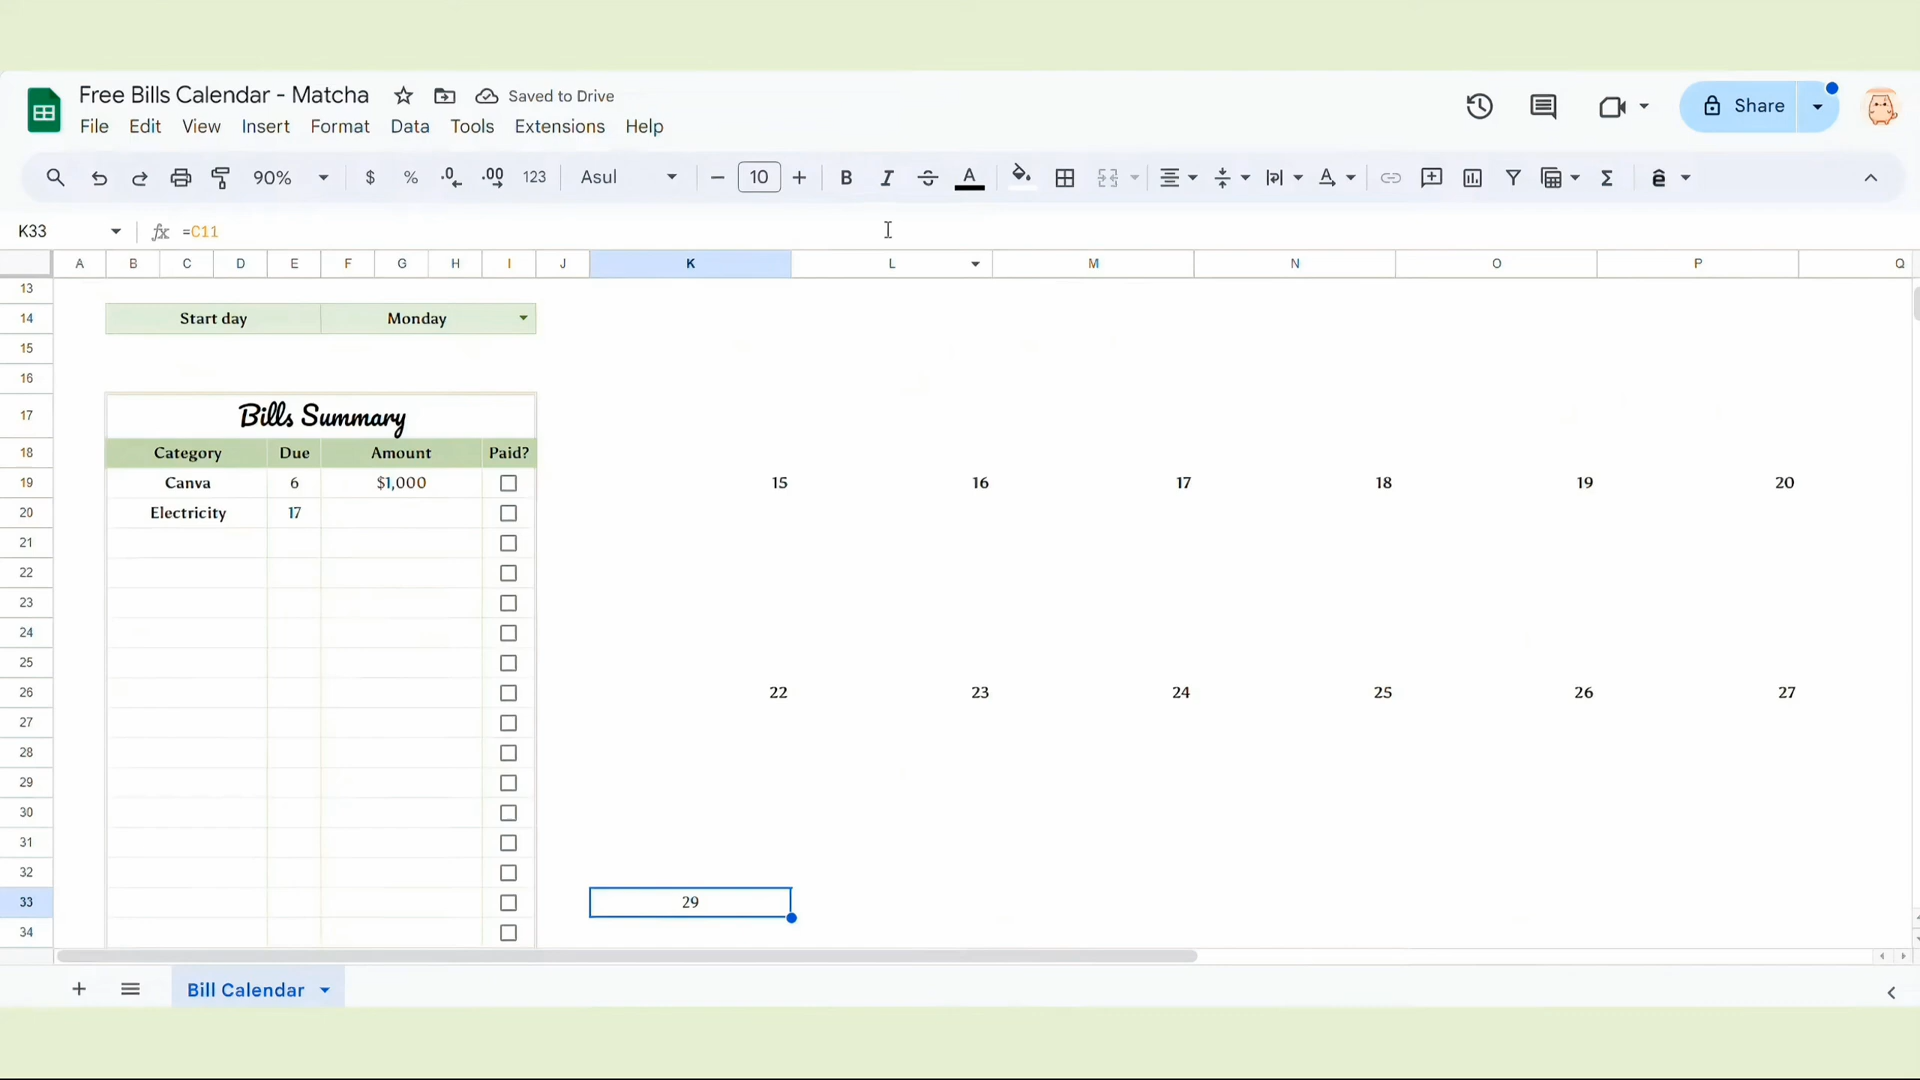 Free Bills Calendar - Matcha Saved to Drive
File Edit View Insert Format Data Tools Extensions Help
Share
90% $ % .0 .00 123 Asul 10 B I S A
K33 fx =C11
A B C D E F G H I J K L M N O P Q
13
14 Start day Monday
15
16
17 Bills Summary
18 Category Due Amount Paid?
19 Canva 6 $1,000 15 16 17 18 19 20
20 Electricity 17
21
22
23
24
25
26 22 23 24 25 26 27
27
28
29
30
31
32
33 29
34
Bill Calendar